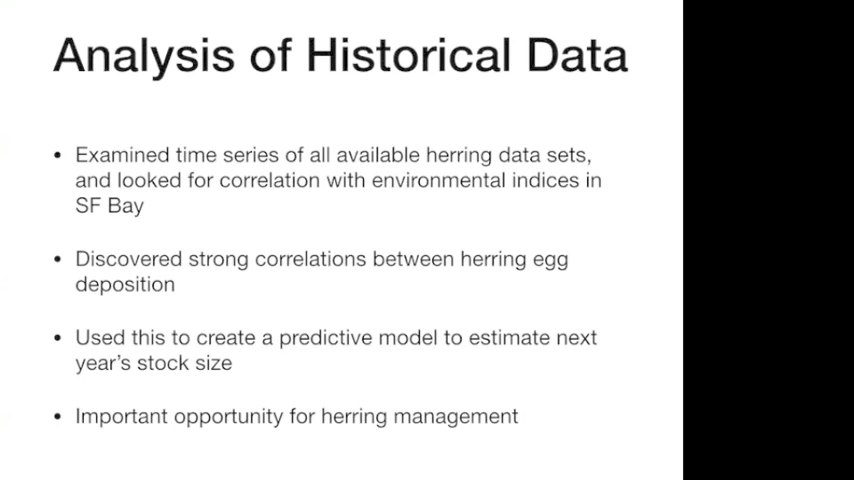 Analysis of Historical Data
• Examined time series of all available herring data sets,
and looked for correlation with environmental indices in
SF Bay
• Discovered strong correlations between herring egg
deposition
• Used this to create a predictive model to estimate next
year’s stock size
• Important opportunity for herring management